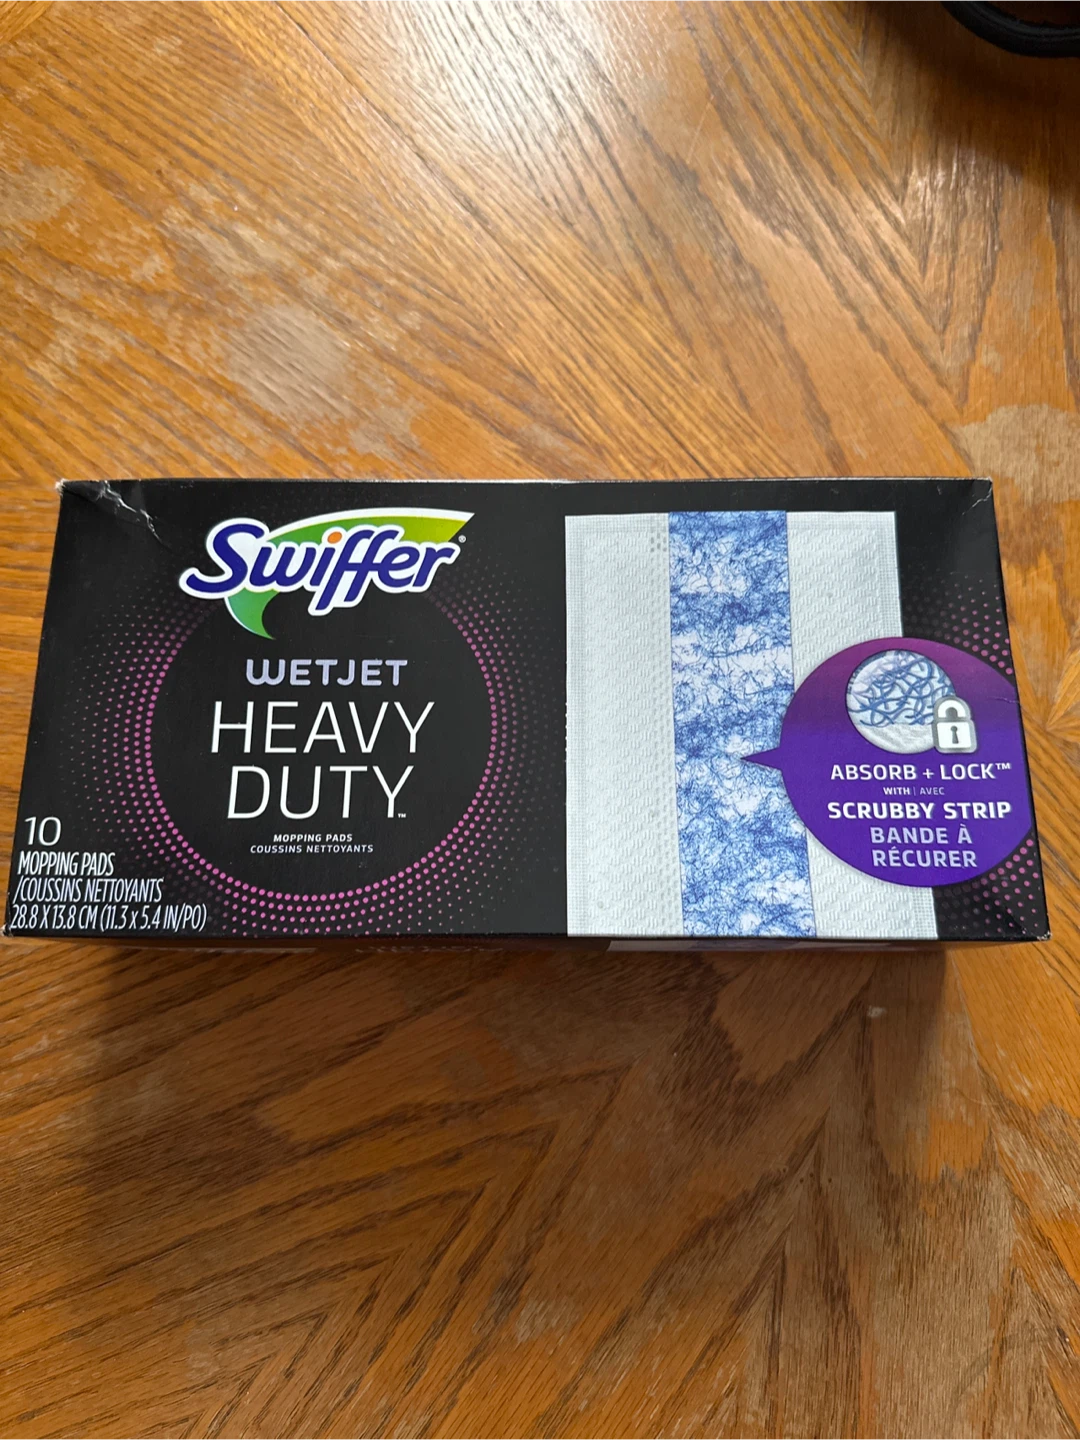 Swiffer®
WETJET
HEAVY
DUTY™
MOPPING PADS
COUSSINS NETTOYANTS
10
MOPPING PADS
/COUSSINS NETTOYANTS
28.8 X 13.8 CM (11.3 x 5.4 IN/PO)
ABSORB + LOCK™
WITH | AVEC
SCRUBBY STRIP
BANDE À
RÉCURER